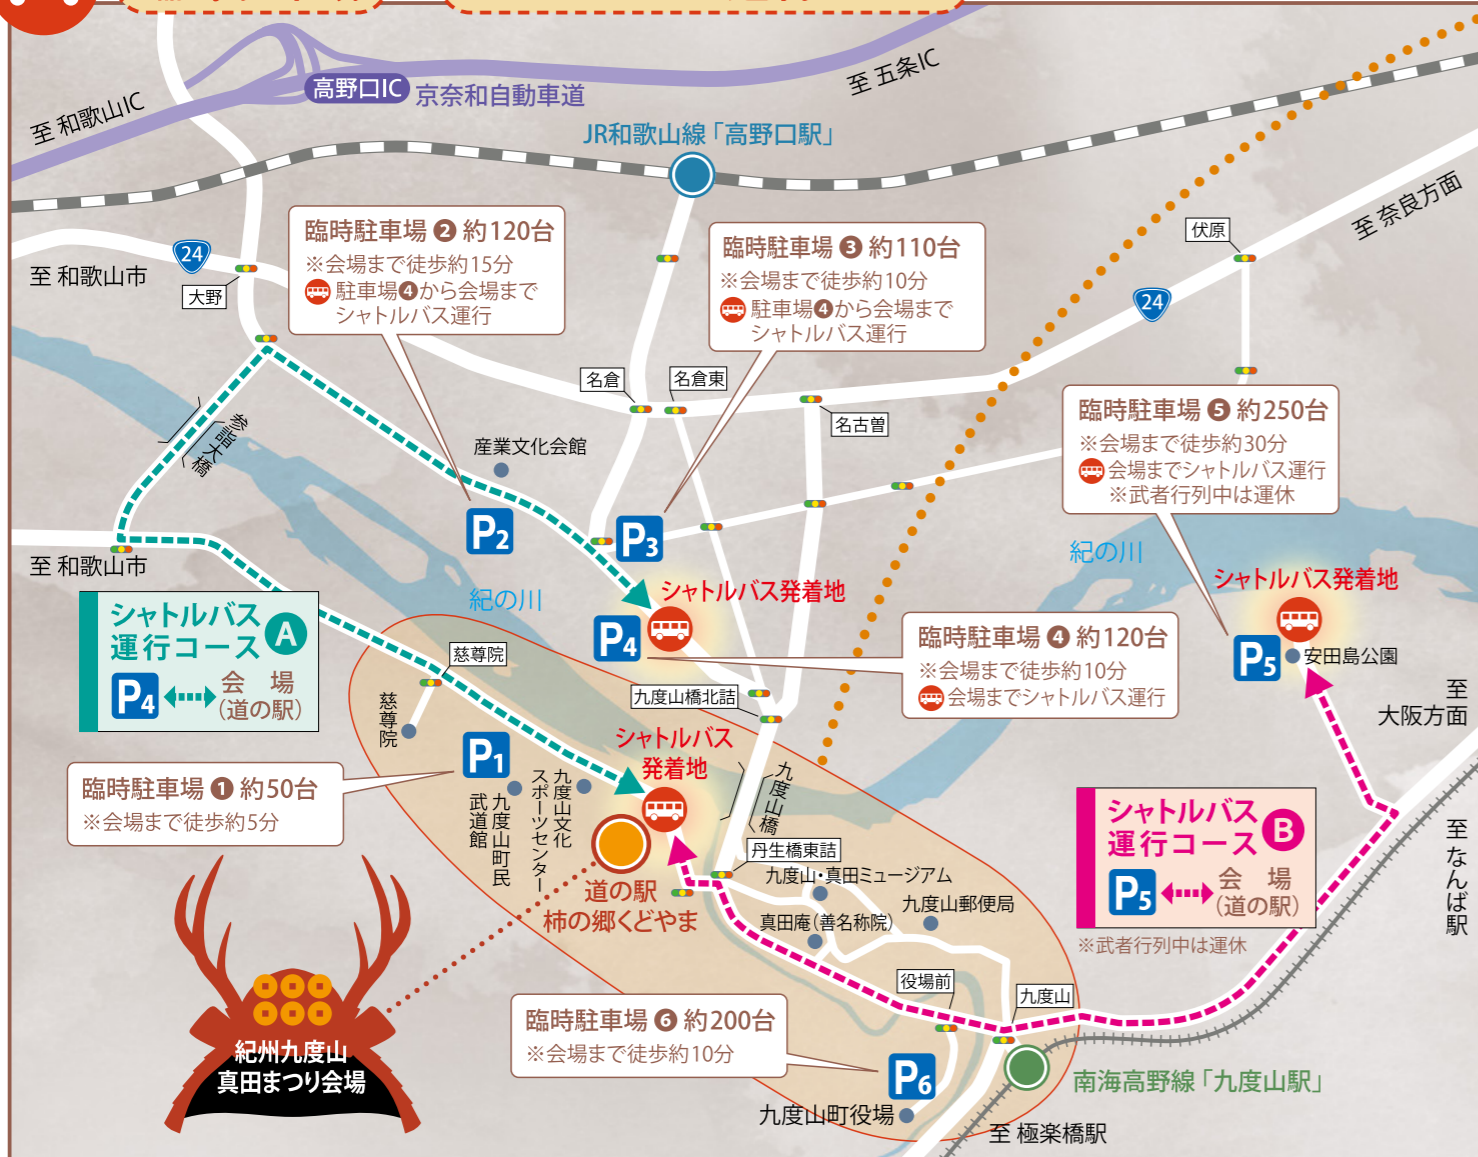 高野口IC
京奈和自動車道
至 和歌山IC
至 五条IC
JR和歌山線「高野口駅」
至 奈良方面
伏原
24
至 和歌山市
大野
臨時駐車場 ❷ 約120台
※会場まで徒歩約15分
駐車場❹から会場まで
シャトルバス運行
臨時駐車場 ❸ 約110台
※会場まで徒歩約10分
駐車場❹から会場まで
シャトルバス運行
24
名倉
名倉東
名古曽
参詣大橋
産業文化会館
臨時駐車場 ❺ 約250台
※会場まで徒歩約30分
会場までシャトルバス運行
※武者行列中は運休
P2
P3
至 和歌山市
紀の川
紀の川
シャトルバス発着地
シャトルバス発着地
シャトルバス
運行コース A
P4
会 場
（道の駅）
P4
臨時駐車場 ❹ 約120台
※会場まで徒歩約10分
会場までシャトルバス運行
P5
安田島公園
慈尊院
慈尊院
九度山橋北詰
至
大阪方面
シャトルバス
発着地
P1
臨時駐車場 ❶ 約50台
※会場まで徒歩約5分
九度山町民
武道館
九度山文化
スポーツセンター
九度山橋
シャトルバス
運行コース B
P5
会 場
（道の駅）
※武者行列中は運休
至 なんば駅
丹生橋東詰
九度山・真田ミュージアム
道の駅
柿の郷くどやま
真田庵（善名称院）
九度山郵便局
役場前
九度山
紀州九度山
真田まつり会場
臨時駐車場 ❻ 約200台
※会場まで徒歩約10分
P6
九度山町役場
南海高野線「九度山駅」
至 極楽橋駅